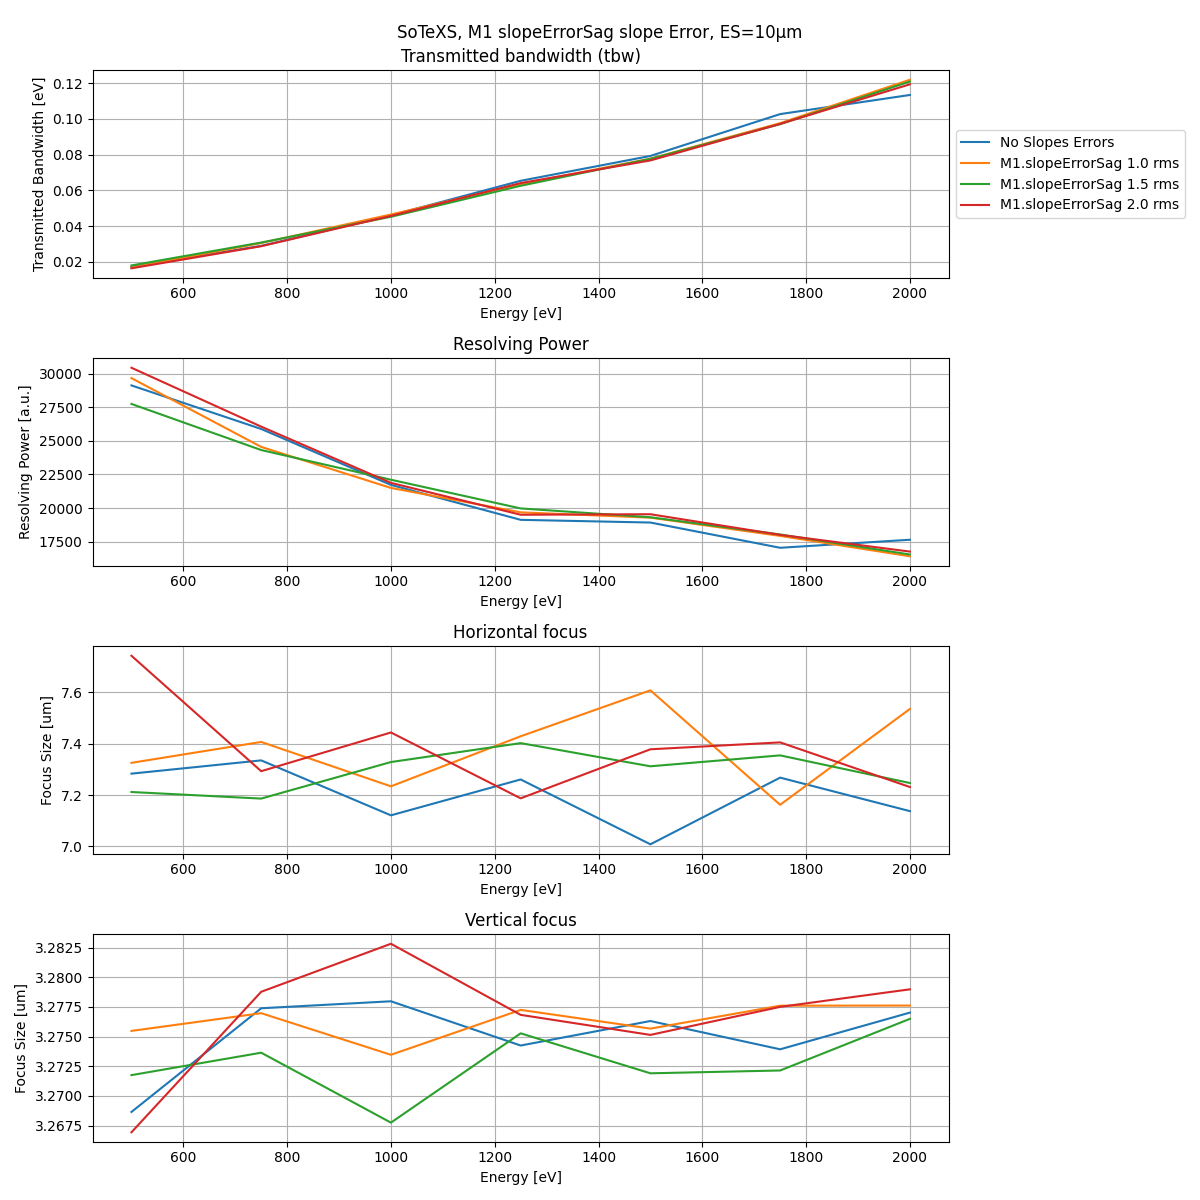 SoTeXS, M1 slopeErrorSag slope Error, ES=10μm
Transmitted bandwidth (tbw)
Transmitted Bandwidth [eV]
0.12
0.10
0.08
0.06
0.04
0.02
600 800 1000 1200 1400 1600 1800 2000
Energy [eV]
No Slopes Errors
M1.slopeErrorSag 1.0 rms
M1.slopeErrorSag 1.5 rms
M1.slopeErrorSag 2.0 rms
Resolving Power
Resolving Power [a.u.]
30000
27500
25000
22500
20000
17500
600 800 1000 1200 1400 1600 1800 2000
Energy [eV]
Horizontal focus
Focus Size [um]
7.6
7.4
7.2
7.0
600 800 1000 1200 1400 1600 1800 2000
Energy [eV]
Vertical focus
Focus Size [um]
3.2825
3.2800
3.2775
3.2750
3.2725
3.2700
3.2675
600 800 1000 1200 1400 1600 1800 2000
Energy [eV]